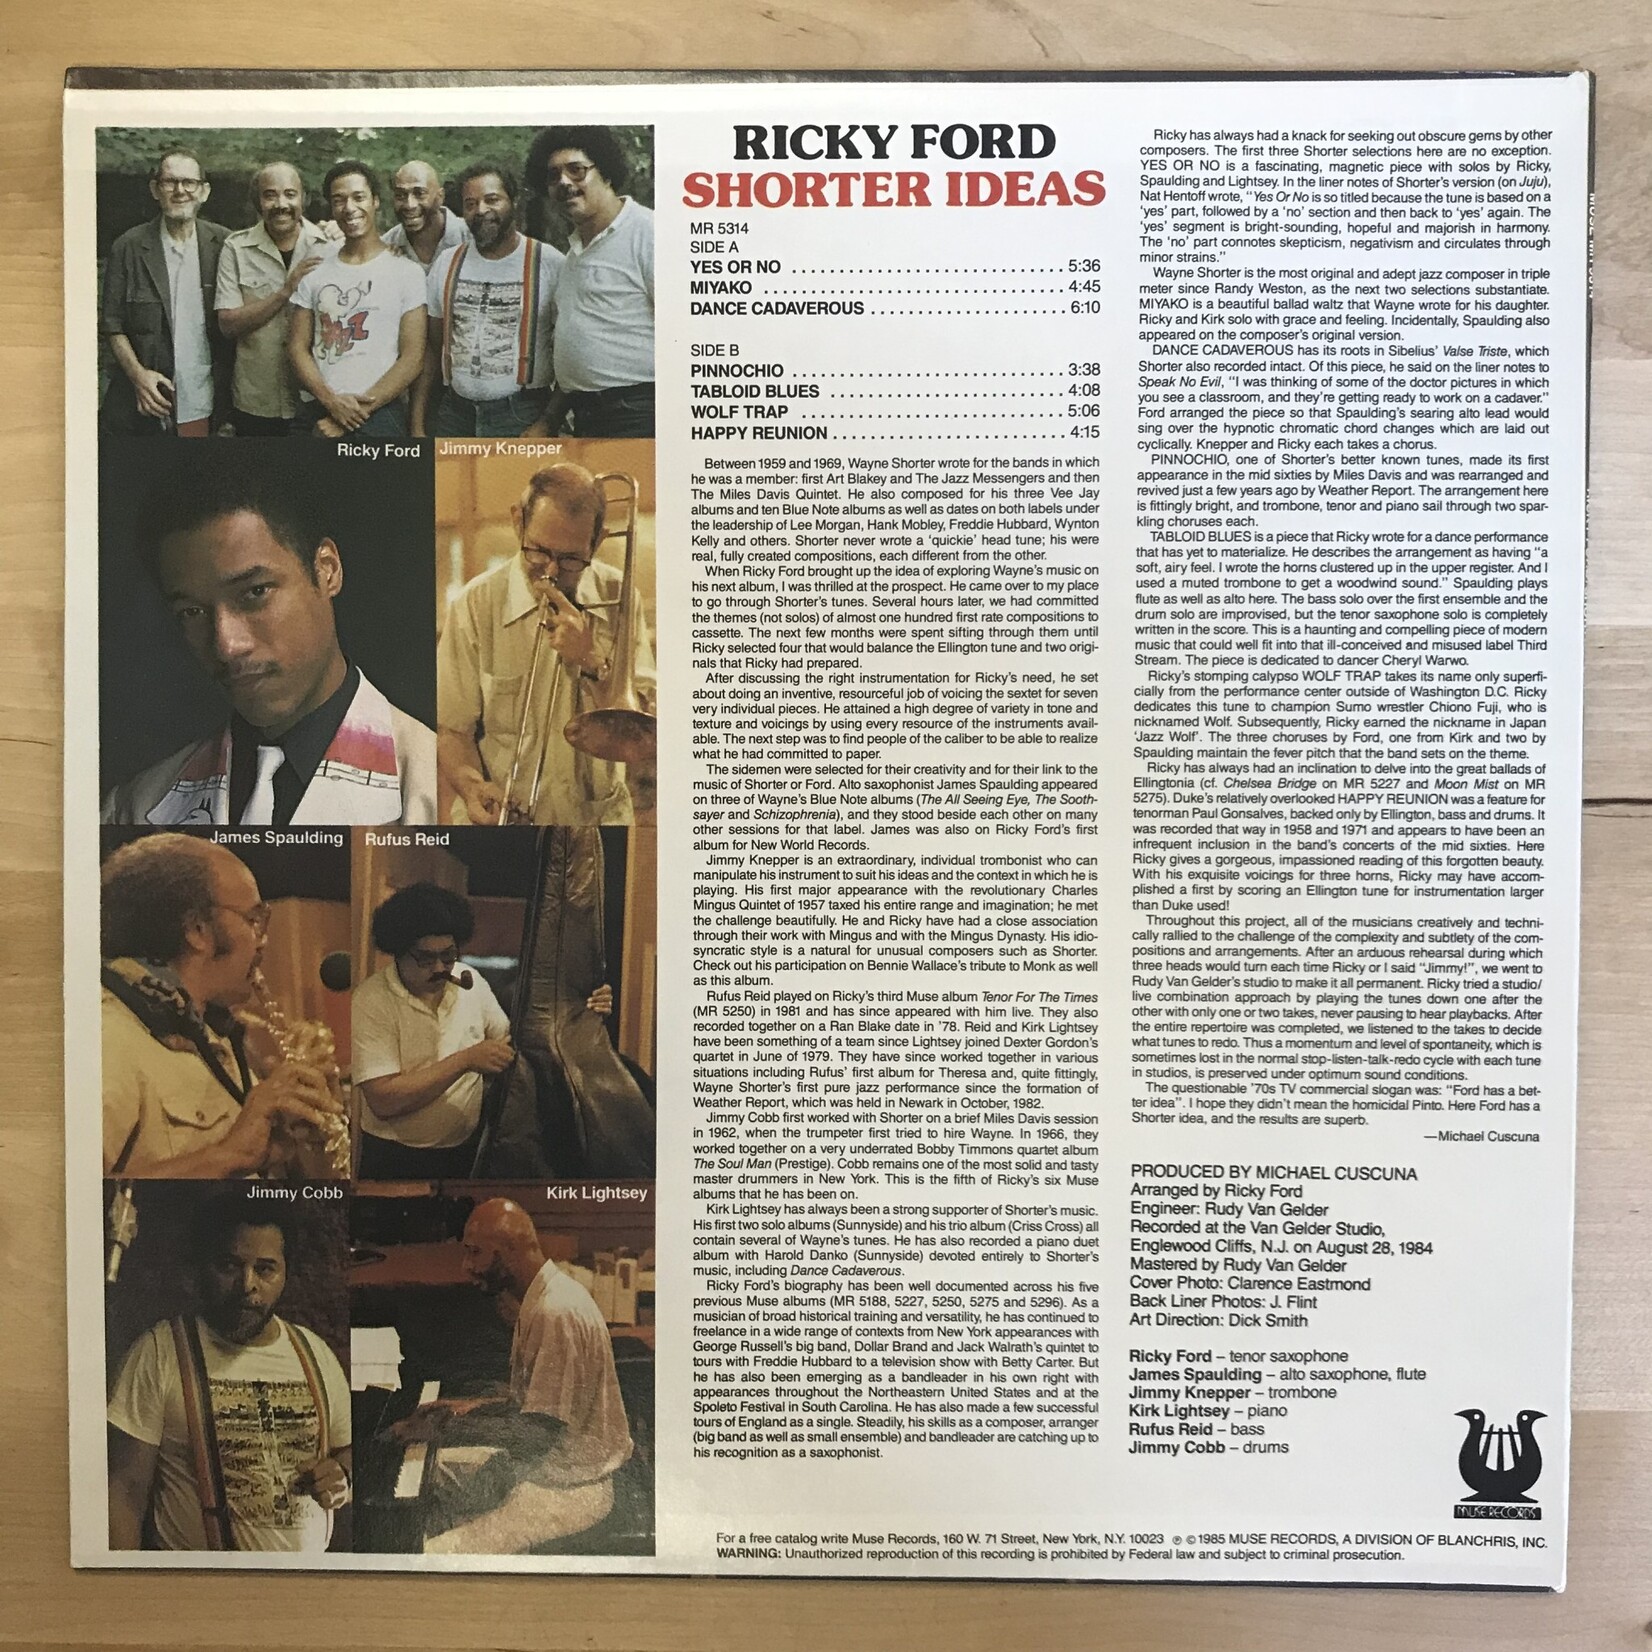 RICKY FORD
SHORTER IDEAS
MR 5314
SIDE A
YES OR NO .............................. 5:36
MIYAKO .............................. 4:45
DANCE CADAVEROUS .................... 6:10
SIDE B
PINNOCHIO .............................. 3:38
TABLOID BLUES .......................... 4:08
WOLF TRAP .............................. 5:06
HAPPY REUNION .......................... 4:15
Between 1959 and 1969, Wayne Shorter wrote for the bands in which
he was a member: first Art Blakey and The Jazz Messengers and then
The Miles Davis Quintet. He also composed for his three Vee Jay
albums and ten Blue Note albums as well as dates on both labels under
the leadership of Lee Morgan, Hank Mobley, Freddie Hubbard, Wynton
Kelly and others. Shorter never wrote a 'quickie' head tune; his were
real, fully created compositions, each different from the other.
When Ricky Ford brought up the idea of exploring Wayne's music on
his next album, I was thrilled at the prospect. He came over to my place
to go through Shorter's tunes. Several hours later, we had committed
the themes (not solos) of almost one hundred first rate compositions to
cassette. The next few months were spent sifting through them until
Ricky selected four that would balance the Ellington tune and two origi-
nals that Ricky had prepared.
After discussing the right instrumentation for Ricky's need, he set
about doing an inventive, resourceful job of voicing the sextet for seven
very individual pieces. He attained a high degree of variety in tone and
texture and voicings by using every resource of the instruments avail-
able. The next step was to find people of the caliber to be able to realize
what he had committed to paper.
The sidemen were selected for their creativity and for their link to the
music of Shorter or Ford. Alto saxophonist James Spaulding appeared
on three of Wayne's Blue Note albums (The All Seeing Eye, The Sooth-
sayer and Schizophrenia), and they stood beside each other on many
other sessions for that label. James was also on Ricky Ford's first
album for New World Records.
Jimmy Knepper is an extraordinary, individual trombonist who can
manipulate his instrument to suit his ideas and the context in which he is
playing. His first major appearance with the revolutionary Charles
Mingus Quintet of 1957 taxed his entire range and imagination; he met
the challenge beautifully. He and Ricky have had a close association
through their work with Mingus and with the Mingus Dynasty. His idio-
syncratic style is a natural for unusual composers such as Shorter.
Check out his participation on Bennie Wallace's tribute to Monk as well
as this album.
Rufus Reid played on Ricky's third Muse album Tenor For The Times
(MR 5250) in 1981 and has since appeared with him live. They also
recorded together on a Ran Blake date in '78. Reid and Kirk Lightsey
have been something of a team since Lightsey joined Dexter Gordon's
quartet in June of 1979. They have since worked together in various
situations including Rufus' first album for Theresa and, quite fittingly,
Wayne Shorter's first pure jazz performance since the formation of
Weather Report, which was held in Newark in October, 1982.
Jimmy Cobb first worked with Shorter on a brief Miles Davis session
in 1962, when the trumpeter first tried to hire Wayne. In 1966, they
worked together on a very underrated Bobby Timmons quartet album
The Soul Man (Prestige). Cobb remains one of the most solid and tasty
master drummers in New York. This is the fifth of Ricky's six Muse
albums that he has been on.
Kirk Lightsey has always been a strong supporter of Shorter's music.
His first two solo albums (Sunnyside) and his trio album (Criss Cross) all
contain several of Wayne's tunes. He has also recorded a piano duet
album with Harold Danko (Sunnyside) devoted entirely to Shorter's
music, including Dance Cadaverous.
Ricky Ford's biography has been well documented across his five
previous Muse albums (MR 5188, 5227, 5250, 5275 and 5296). As a
musician of broad historical training and versatility, he has continued to
freelance in a wide range of contexts from New York appearances with
George Russell's big band, Dollar Brand and Jack Walrath's quintet to
tours with Freddie Hubbard to a television show with Betty Carter. But
he has also been emerging as a bandleader in his own right with
appearances throughout the Northeastern United States and at the
Spoleto Festival in South Carolina. He has also made a few successful
tours of England as a single. Steadily, his skills as a composer, arranger
(big band as well as small ensemble) and bandleader are catching up to
his recognition as a saxophonist.
Ricky has always had a knack for seeking out obscure gems by other
composers. The first three Shorter selections here are no exception.
YES OR NO is a fascinating, magnetic piece with solos by Ricky,
Spaulding and Lightsey. In the liner notes of Shorter's version (on Juju),
Nat Hentoff wrote, "Yes Or No is so titled because the tune is based on a
'yes' part, followed by a 'no' section and then back to 'yes' again. The
'yes' segment is bright-sounding, hopeful and majorish in harmony.
The 'no' part connotes skepticism, negativism and circulates through
minor strains."
Wayne Shorter is the most original and adept jazz composer in triple
meter since Randy Weston, as the next two selections substantiate.
MIYAKO is a beautiful ballad waltz that Wayne wrote for his daughter.
Ricky and Kirk solo with grace and feeling. Incidentally, Spaulding also
appeared on the composer's original version.
DANCE CADAVEROUS has its roots in Sibelius' Valse Triste, which
Shorter also recorded intact. Of this piece, he said on the liner notes to
Speak No Evil, "I was thinking of some of the doctor pictures in which
you see a classroom, and they're getting ready to work on a cadaver."
Ford arranged the piece so that Spaulding's searing alto lead would
sing over the hypnotic chromatic chord changes which are laid out
cyclically. Knepper and Ricky each takes a chorus.
PINNOCHIO, one of Shorter's better known tunes, made its first
appearance in the mid sixties by Miles Davis and was rearranged and
revived just a few years ago by Weather Report. The arrangement here
is fittingly bright, and trombone, tenor and piano sail through two spar-
kling choruses each.
TABLOID BLUES is a piece that Ricky wrote for a dance performance
that has yet to materialize. He describes the arrangement as having "a
soft, airy feel. I wrote the horns clustered up in the upper register. And I
used a muted trombone to get a woodwind sound." Spaulding plays
flute as well as alto here. The bass solo over the first ensemble and the
drum solo are improvised, but the tenor saxophone solo is completely
written in the score. This is a haunting and compelling piece of modern
music that could well fit into that ill-conceived and misused label Third
Stream. The piece is dedicated to dancer Cheryl Warwo.
Ricky's stomping calypso WOLF TRAP takes its name only superfi-
cially from the performance center outside of Washington D.C. Ricky
dedicates this tune to champion Sumo wrestler Chiono Fuji, who is
nicknamed Wolf. Subsequently, Ricky earned the nickname in Japan
'Jazz Wolf'. The three choruses by Ford, one from Kirk and two by
Spaulding maintain the fever pitch that the band sets on the theme.
Ricky has always had an inclination to delve into the great ballads of
Ellingtonia (cf. Chelsea Bridge on MR 5227 and Moon Mist on MR
5275). Duke's relatively overlooked HAPPY REUNION was a feature for
tenorman Paul Gonsalves, backed only by Ellington, bass and drums. It
was recorded that way in 1958 and 1971 and appears to have been an
infrequent inclusion in the band's concerts of the mid sixties. Here
Ricky gives a gorgeous, impassioned reading of this forgotten beauty.
With his exquisite voicings for three horns, Ricky may have accom-
plished a first by scoring an Ellington tune for instrumentation larger
than Duke used!
Throughout this project, all of the musicians creatively and techni-
cally rallied to the challenge of the complexity and subtlety of the com-
positions and arrangements. After an arduous rehearsal during which
three heads would turn each time Ricky or I said "Jimmy!", we went to
Rudy Van Gelder's studio to make it all permanent. Ricky tried a studio/
live combination approach by playing the tunes down one after the
other with only one or two takes, never pausing to hear playbacks. After
the entire repertoire was completed, we listened to the takes to decide
what tunes to redo. Thus a momentum and level of spontaneity, which is
sometimes lost in the normal stop-listen-talk-redo cycle with each tune
in studios, is preserved under optimum sound conditions.
The questionable '70s TV commercial slogan was: "Ford has a bet-
ter idea". I hope they didn't mean the homicidal Pinto. Here Ford has a
Shorter idea, and the results are superb.
—Michael Cuscuna
PRODUCED BY MICHAEL CUSCUNA
Arranged by Ricky Ford
Engineer: Rudy Van Gelder
Recorded at the Van Gelder Studio,
Englewood Cliffs, N.J. on August 28, 1984
Mastered by Rudy Van Gelder
Cover Photo: Clarence Eastmond
Back Liner Photos: J. Flint
Art Direction: Dick Smith
Ricky Ford – tenor saxophone
James Spaulding – alto saxophone, flute
Jimmy Knepper – trombone
Kirk Lightsey – piano
Rufus Reid – bass
Jimmy Cobb – drums
MUSE RECORDS
For a free catalog write Muse Records, 160 W. 71 Street, New York, N.Y. 10023 ℗ © 1985 MUSE RECORDS, A DIVISION OF BLANCHRIS, INC.
WARNING: Unauthorized reproduction of this recording is prohibited by Federal law and subject to criminal prosecution.
Ricky Ford
Jimmy Knepper
James Spaulding
Rufus Reid
Jimmy Cobb
Kirk Lightsey